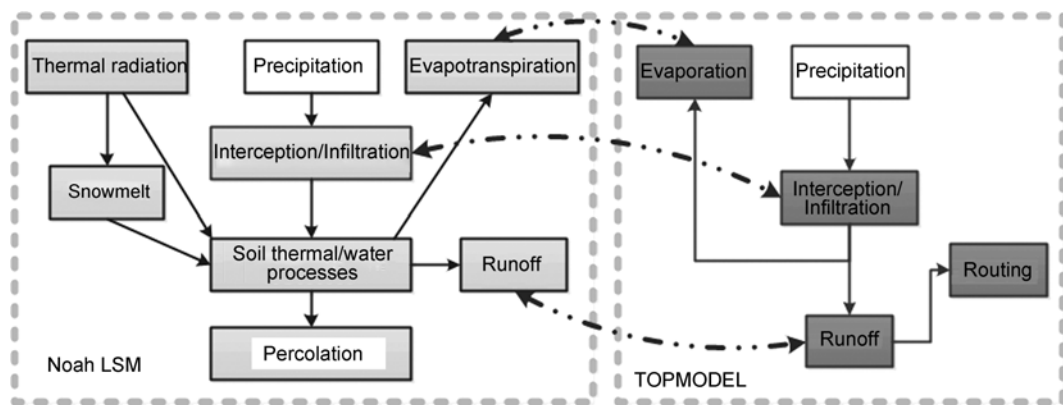 Thermal radiation
Precipitation
Evapotranspiration
Interception/Infiltration
Snowmelt
Soil thermal/water
processes
Runoff
Percolation
Noah LSM
Evaporation
Precipitation
Interception/
Infiltration
Routing
Runoff
TOPMODEL